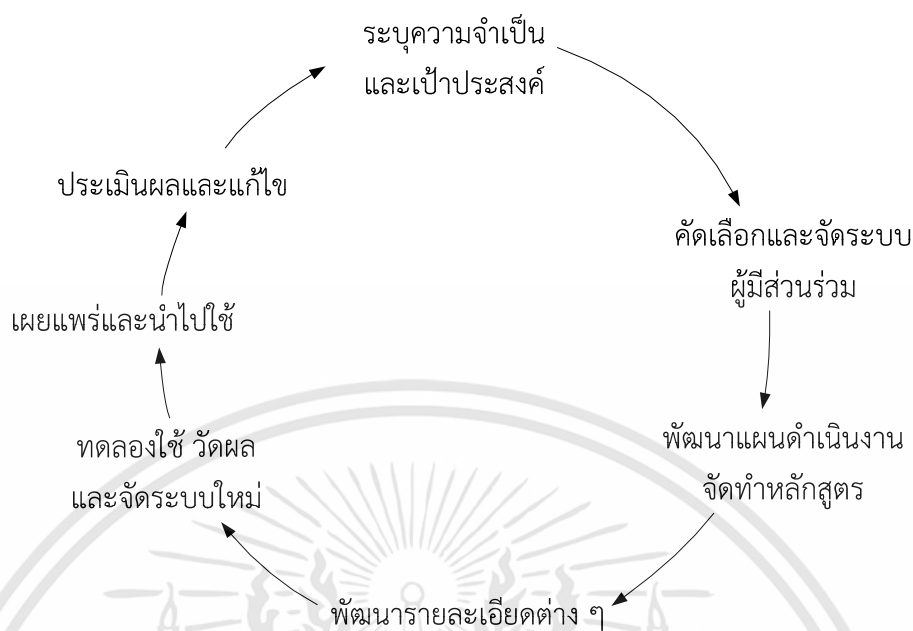 ระบุความจำเป็น
และเป้าประสงค์
คัดเลือกและจัดระบบ
ผู้มีส่วนร่วม
พัฒนาแผนดำเนินงาน
จัดทำหลักสูตร
พัฒนารายละเอียดต่าง ๆ
ทดลองใช้ วัดผล
และจัดระบบใหม่
เผยแพร่และนำไปใช้
ประเมินผลและแก้ไข